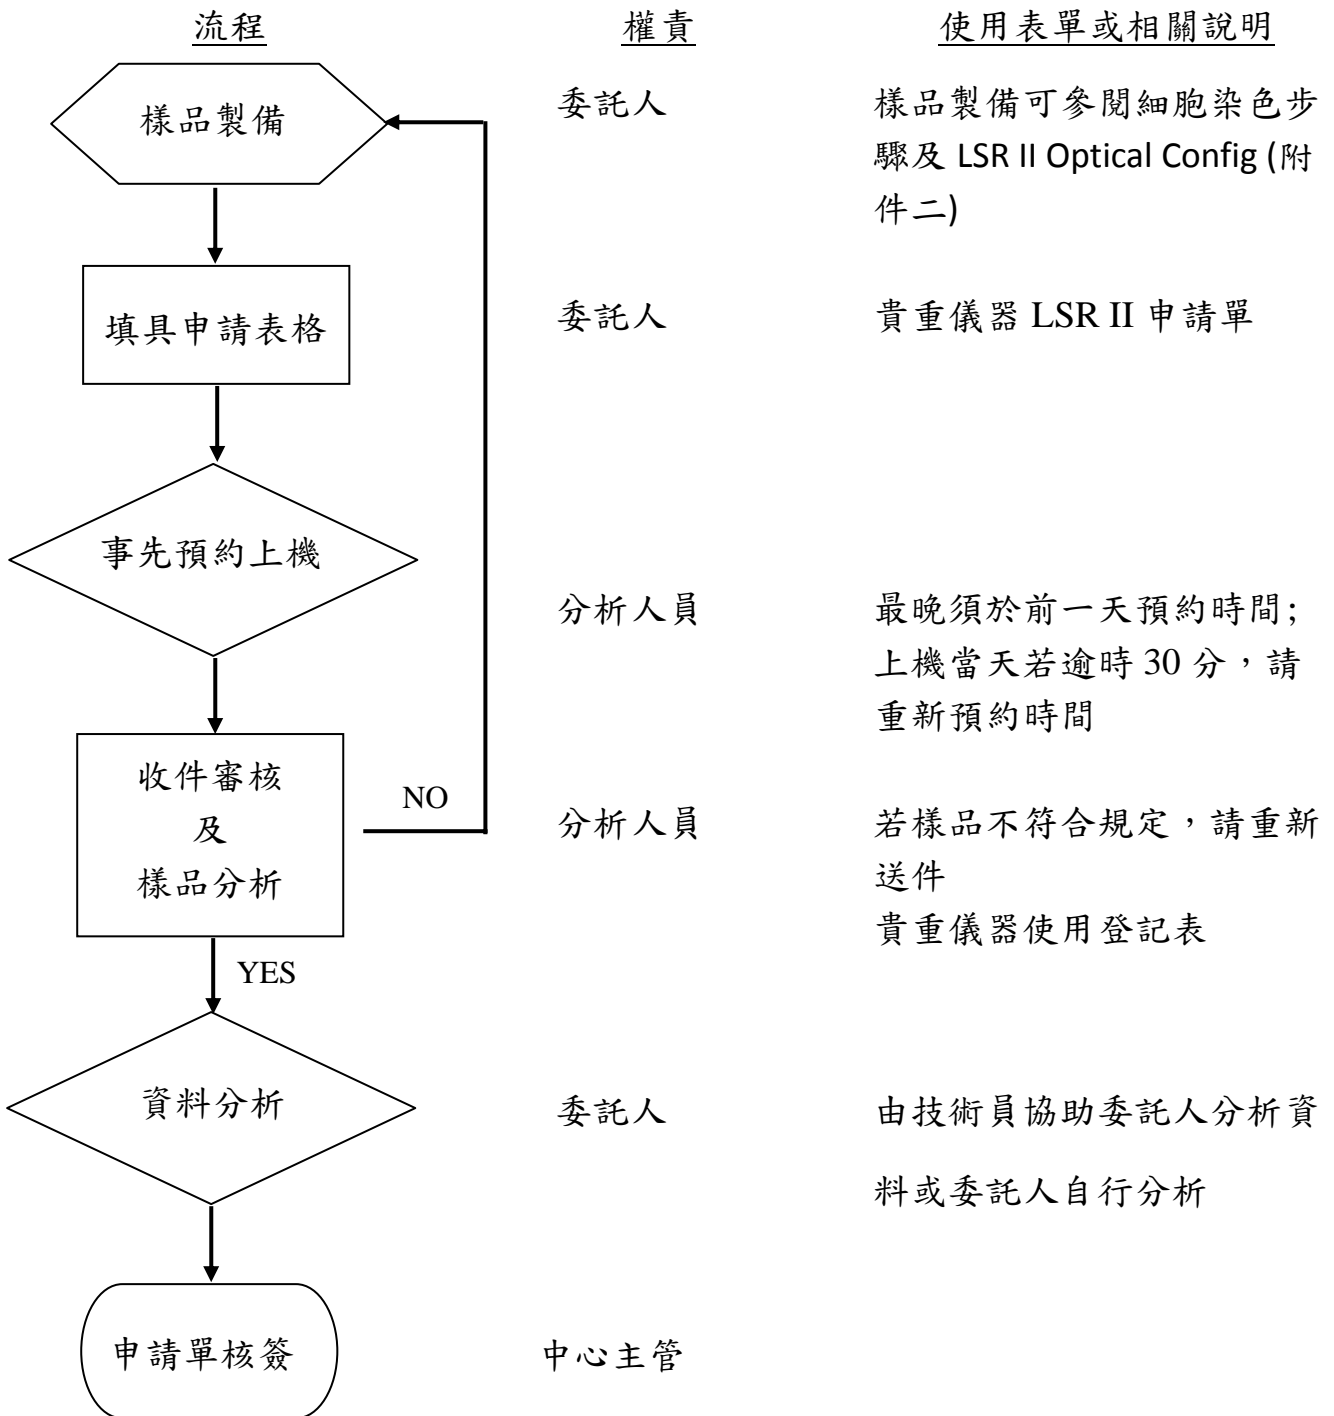 流程 權責 使用表單或相關說明
樣品製備 委託人 樣品製備可參閱細胞染色步
驟及 LSR II Optical Config (附
件二)
填具申請表格 委託人 貴重儀器 LSR II 申請單
事先預約上機
分析人員 最晚須於前一天預約時間;
上機當天若逾時 30 分，請
重新預約時間
收件審核
及
樣品分析
NO
分析人員 若樣品不符合規定，請重新
送件
貴重儀器使用登記表
YES
資料分析 委託人 由技術員協助委託人分析資
料或委託人自行分析
申請單核簽 中心主管